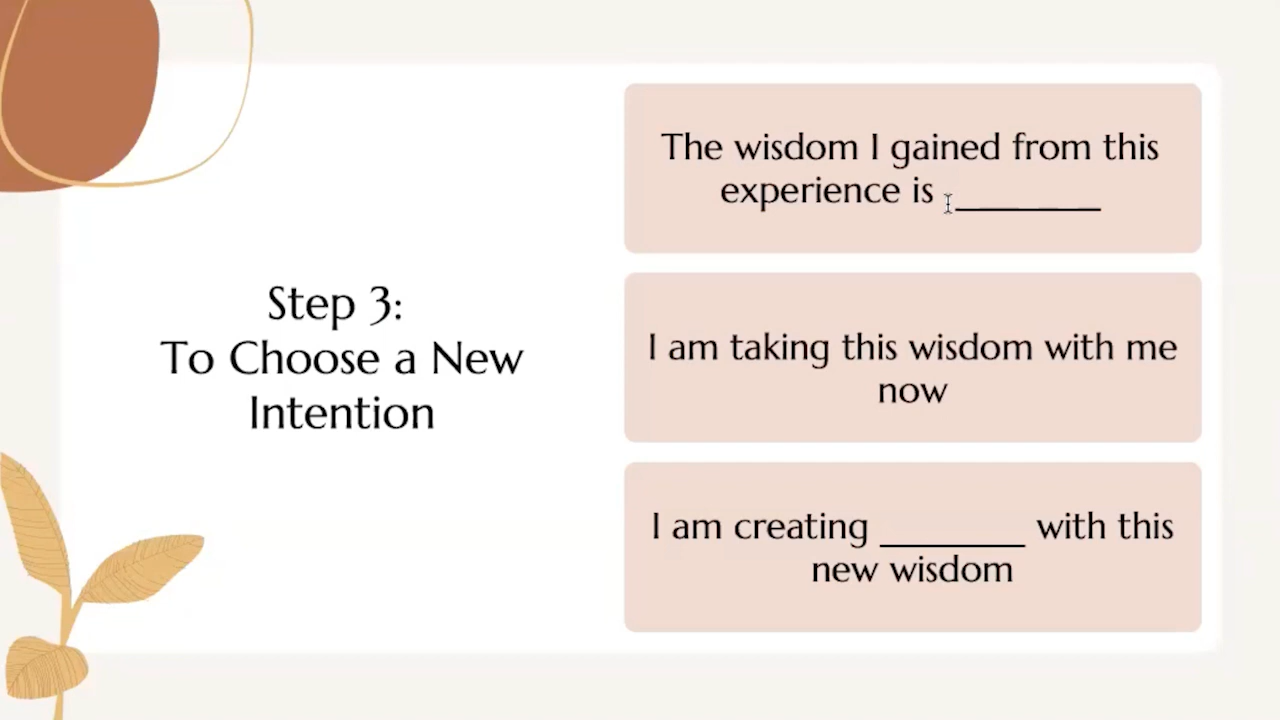 Step 3:
To Choose a New
Intention
The wisdom I gained from this
experience is ________
I am taking this wisdom with me
now
I am creating ________ with this
new wisdom